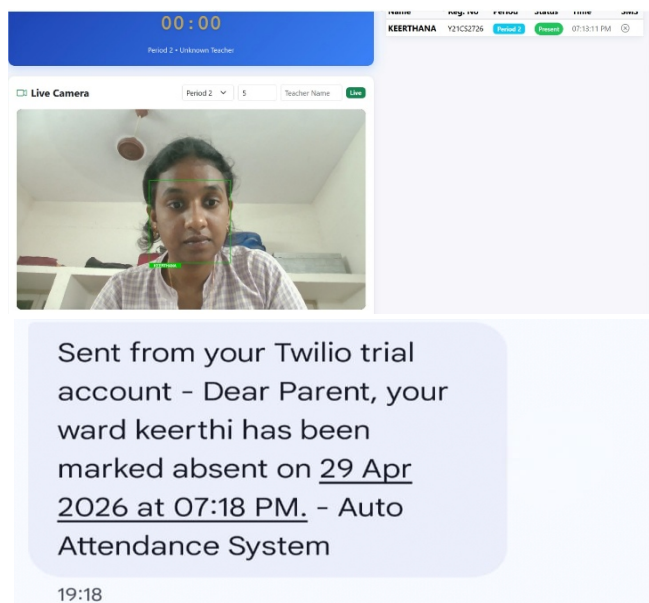 00:00
Period 2 • Unknown Teacher
Live Camera
Period 2
5
Teacher Name
Live
KEERTHANA
Name Reg. No Period Status Time SMS
KEERTHANA Y21CS2726 Period 2 Present 07:13:11 PM
Sent from your Twilio trial
account - Dear Parent, your
ward keerthi has been
marked absent on 29 Apr
2026 at 07:18 PM. - Auto
Attendance System
19:18